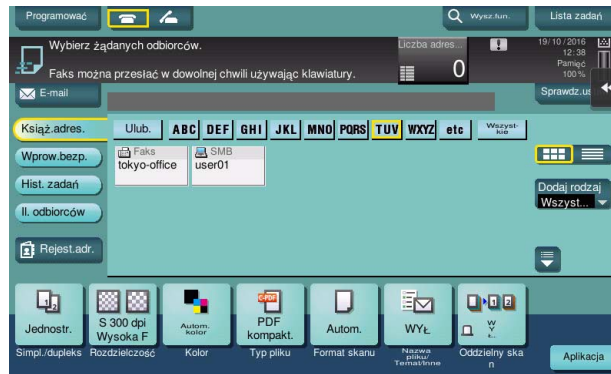 Programować
Wysz.fun.
Lista zadań
Wybierz żądanych odbiorców.
Faks można przesłać w dowolnej chwili używając klawiatury.
Liczba adres...
0
19/10/2016
12:38
Pamięć
100%
E-mail
Sprawdz.us
Książ.adres.
Ulub.
ABC
DEF
GHI
JKL
MNO
PQRS
TUV
WXYZ
etc
Wszyst-
kie
Wprow.bezp.
Faks
tokyo-office
SMB
user01
Hist. zadań
Il. odbiorców
Dodaj rodzaj
Wszyst...
Rejest.adr.
Jednostr.
S 300 dpi
Wysoka F
Autom.
kolor
PDF
kompakt.
Autom.
WYŁ
WY
Ł.
Simpl./dupleks
Rozdzielczość
Kolor
Typ pliku
Format skanu
Nazwa
pliku/
Temat/Inne
Oddzielny ska
n
Aplikacja